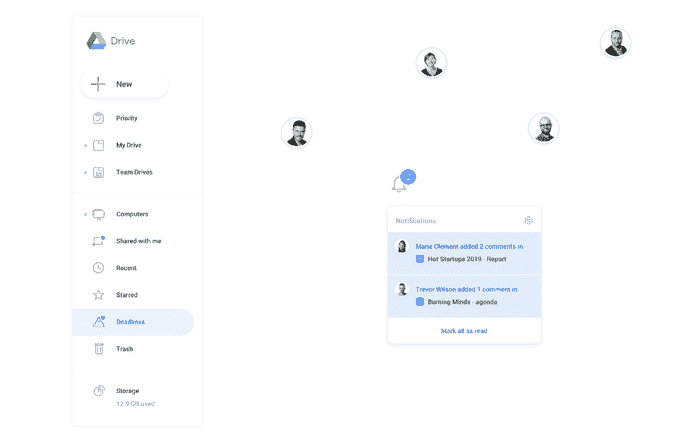 Drive
New
Priority
My Drive
Team Drives
Computers
Shared with me
Recent
Starred
Deadlines
Trash
Storage
12.9 GB used
Notifications
Marie Clement added 2 comments in
Hot Startups 2019 - Report
Trevor Wilson added 1 comment in
Burning Minds - agenda
Mark all as read